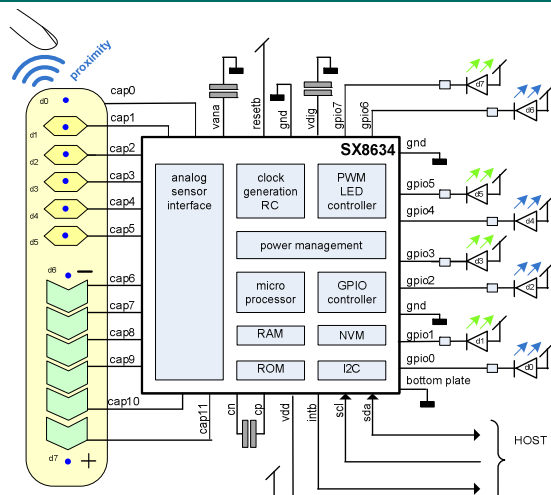 proximity
d0
cap0
d1
cap1
d2
cap2
d3
cap3
d4
cap4
d5
cap5
d6
−
cap6
cap7
cap8
cap9
cap10
cap11
d7
+
vana
resetb
gnd
vdig
gpio7
gpio6
SX8634
analog
sensor
interface
clock
generation
RC
PWM
LED
controller
power management
micro
processor
GPIO
controller
RAM
NVM
ROM
I2C
gnd
gpio5
gpio4
gpio3
gpio2
gnd
gpio1
gpio0
bottom plate
d7
d6
d5
d4
d3
d2
d1
d0
cn
cp
vdd
intb
scl
sda
HOST